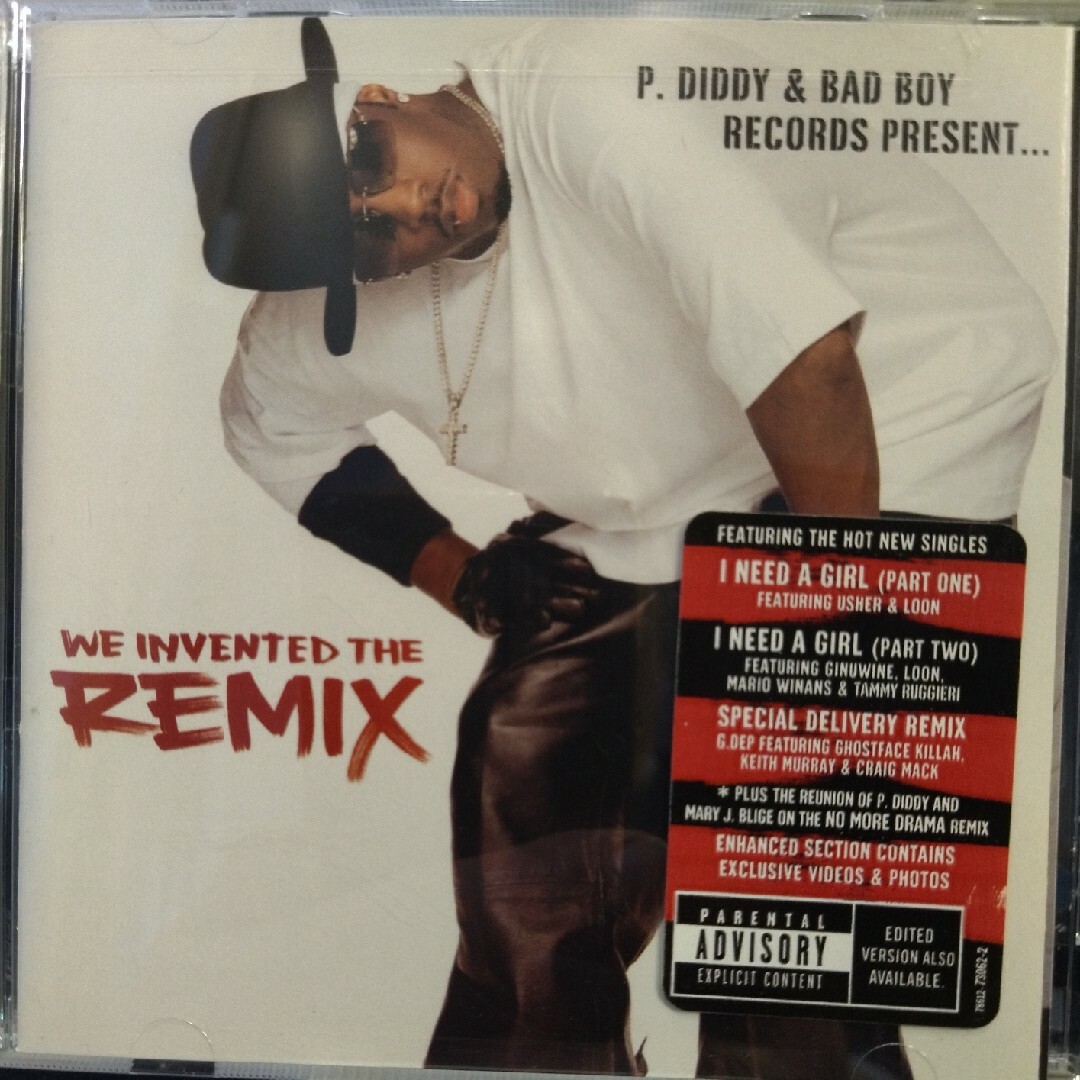 P. DIDDY & BAD BOY
RECORDS PRESENT...
WE INVENTED THE
REMIX
FEATURING THE HOT NEW SINGLES
I NEED A GIRL (PART ONE)
FEATURING USHER & LOON
I NEED A GIRL (PART TWO)
FEATURING GINUWINE, LOON,
MARIO WINANS & TAMMY RUGGIERI
SPECIAL DELIVERY REMIX
G.DEP FEATURING GHOSTFACE KILLAH,
KEITH MURRAY & CRAIG MACK
* PLUS THE REUNION OF P. DIDDY AND
MARY J. BLIGE ON THE NO MORE DRAMA REMIX
ENHANCED SECTION CONTAINS
EXCLUSIVE VIDEOS & PHOTOS
PARENTAL
ADVISORY
EXPLICIT CONTENT
EDITED
VERSION ALSO
AVAILABLE.
78612-73062-2